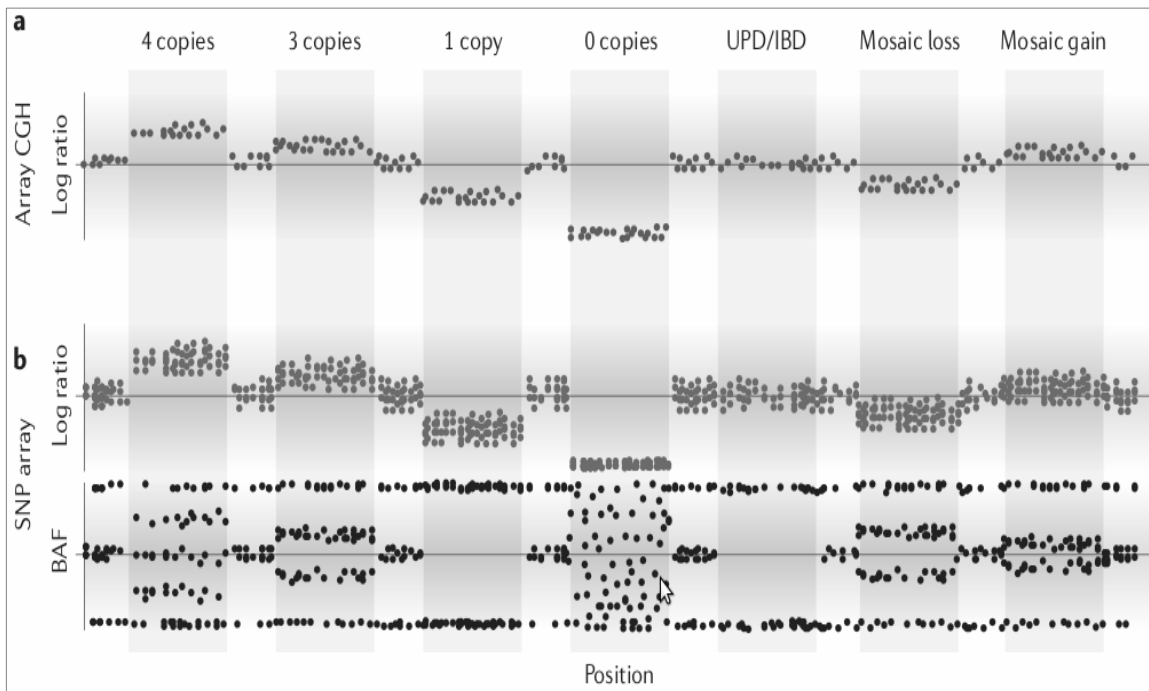 a
4 copies 3 copies 1 copy 0 copies UPD/IBD Mosaic loss Mosaic gain
Array CGH
Log ratio
b
SNP array
Log ratio
BAF
Position